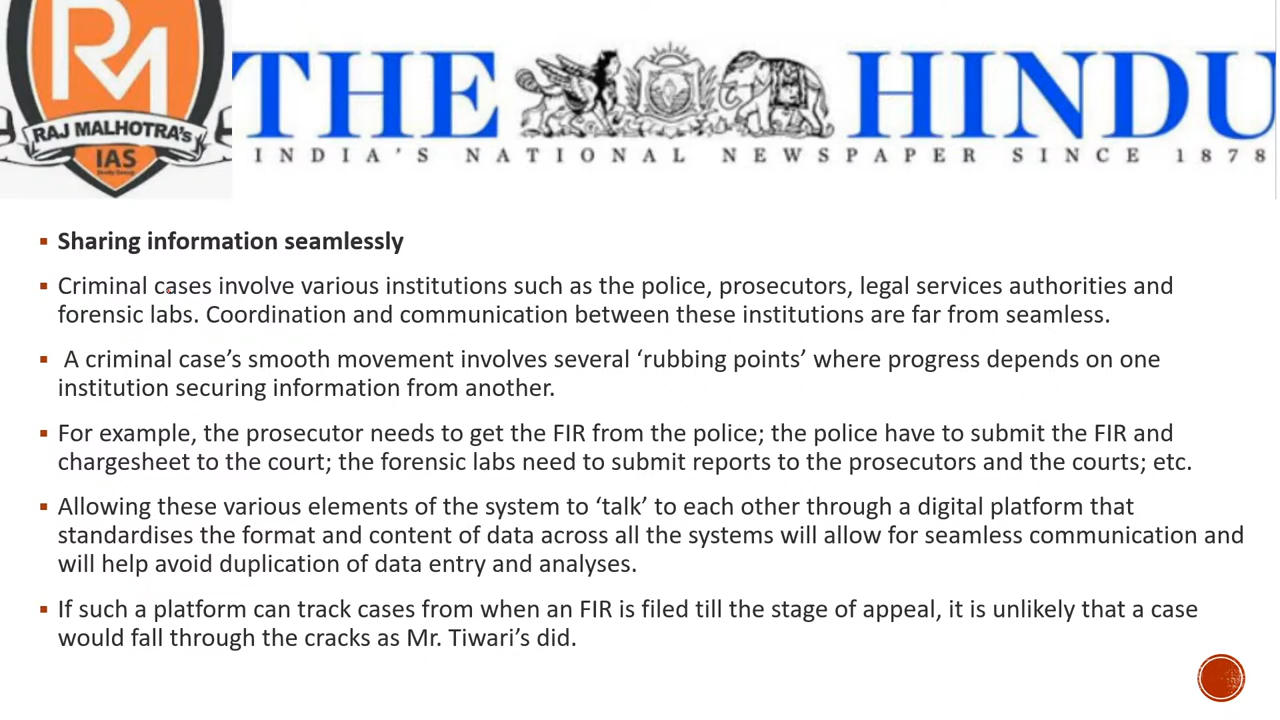 RM
RAJ MALHOTRA's
IAS
Study Group
THE HINDU
INDIA'S NATIONAL NEWSPAPER SINCE 1878
Sharing information seamlessly
Criminal cases involve various institutions such as the police, prosecutors, legal services authorities and
forensic labs. Coordination and communication between these institutions are far from seamless.
A criminal case’s smooth movement involves several ‘rubbing points’ where progress depends on one
institution securing information from another.
For example, the prosecutor needs to get the FIR from the police; the police have to submit the FIR and
chargesheet to the court; the forensic labs need to submit reports to the prosecutors and the courts; etc.
Allowing these various elements of the system to ‘talk’ to each other through a digital platform that
standardises the format and content of data across all the systems will allow for seamless communication and
will help avoid duplication of data entry and analyses.
If such a platform can track cases from when an FIR is filed till the stage of appeal, it is unlikely that a case
would fall through the cracks as Mr. Tiwari’s did.